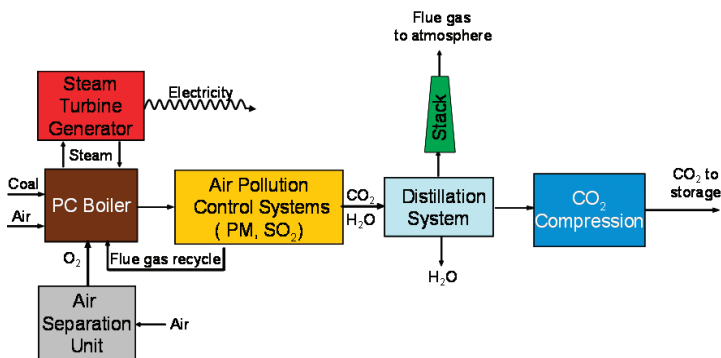 Flue gas
to atmosphere
Steam
Turbine
Generator
Electricity
Stack
Steam
Coal
Air
PC Boiler
Air Pollution
Control Systems
( PM, SO₂)
CO₂
H₂O
Distillation
System
CO₂
Compression
CO₂ to
storage
O₂
Flue gas recycle
H₂O
Air
Separation
Unit
Air